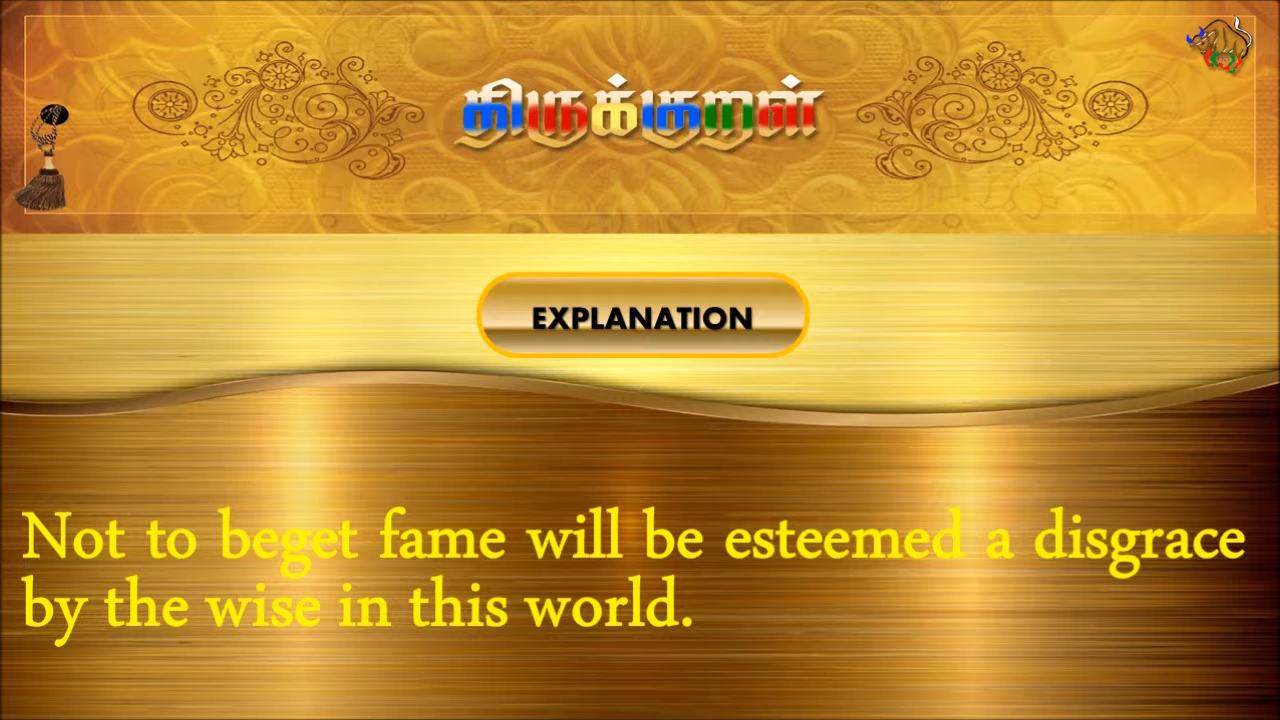 திருக்குறள்
EXPLANATION
Not to beget fame will be esteemed a disgrace
by the wise in this world.